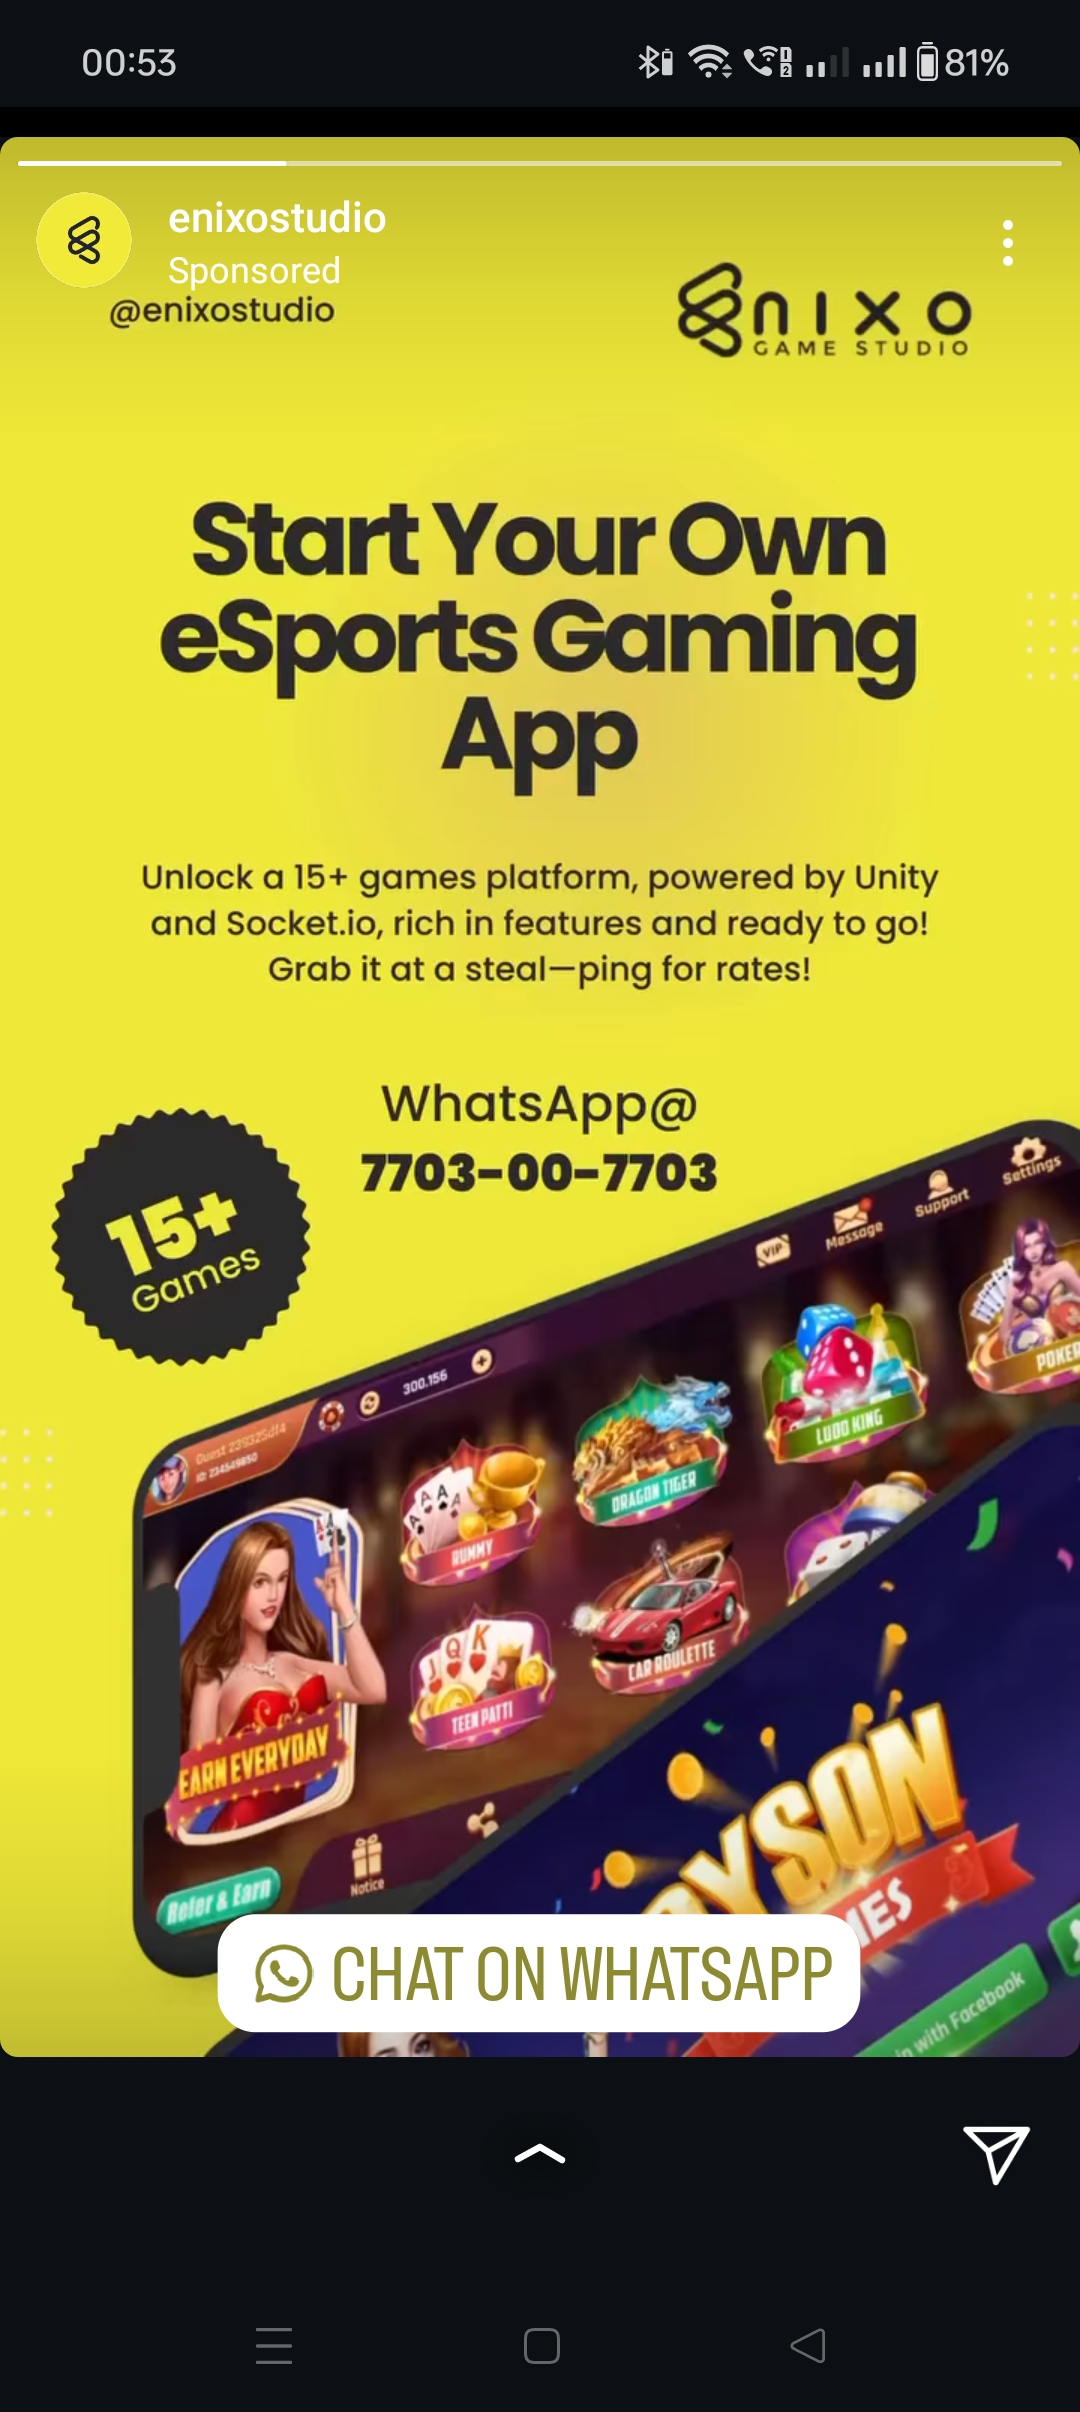 00:53
81%
enixostudio
Sponsored
@enixostudio
ENIXO
GAME STUDIO
Start Your Own
eSports Gaming
App
Unlock a 15+ games platform, powered by Unity
and Socket.io, rich in features and ready to go!
Grab it at a steal—ping for rates!
WhatsApp@
7703-00-7703
15+
Games
VIP
Message
Support
Settings
300.156
POKER
LUDO KING
DRAGON TIGER
RUMMY
CAR ROULETTE
TEEN PATTI
EARN EVERYDAY
Notice
Refer & Earn
YSON
MES
CHAT ON WHATSAPP
in with Facebook